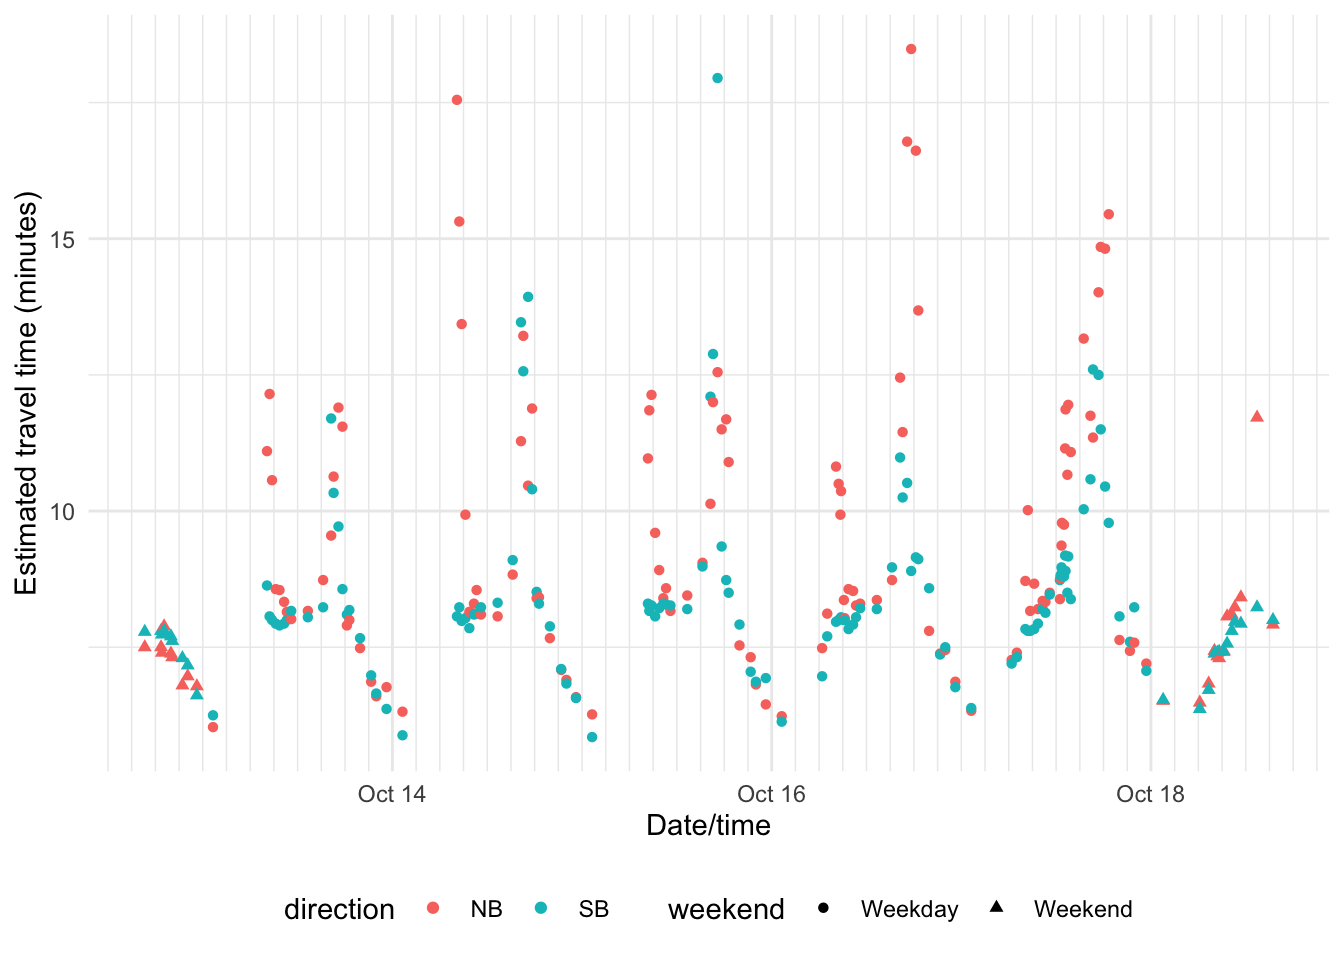 Estimated travel time (minutes)
15
10
Oct 14
Oct 16
Oct 18
Date/time
direction NB SB weekend Weekday Weekend